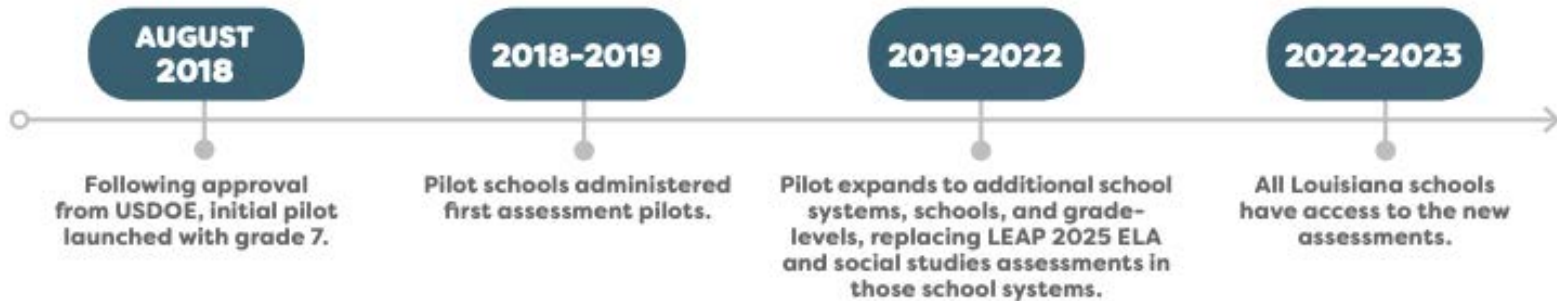 AUGUST
2018
Following approval
from USDOE, initial pilot
launched with grade 7.
2018-2019
Pilot schools administered
first assessment pilots.
2019-2022
Pilot expands to additional school
systems, schools, and grade-
levels, replacing LEAP 2025 ELA
and social studies assessments in
those school systems.
2022-2023
All Louisiana schools
have access to the new
assessments.